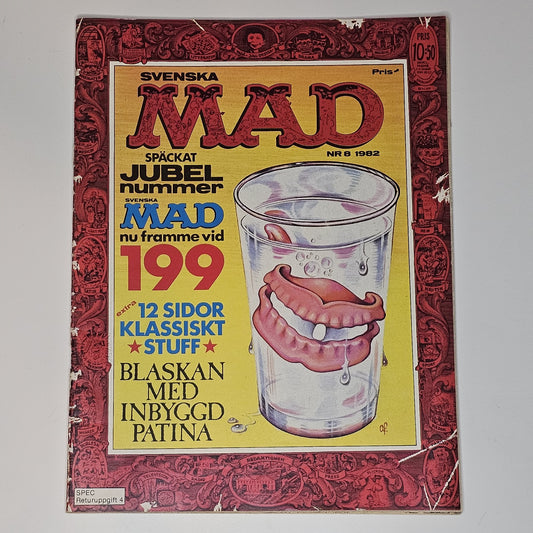 PRIS
10:50
SVENSKA
Pris
MAD
NR 8 1982
SPÄCKAT
JUBEL
nummer
SVENSKA
MAD
nu framme vid
199
extra
12 SIDOR
KLASSISKT
STUFF
BLASKAN
MED
INBYGGD
PATINA
SPEC
Returuppgift 4